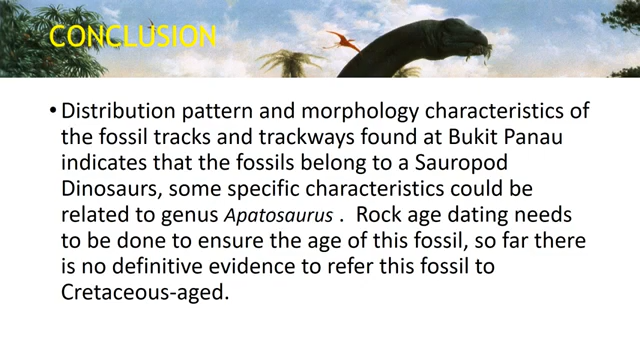 CONCLUSION
• Distribution pattern and morphology characteristics of
the fossil tracks and trackways found at Bukit Panau
indicates that the fossils belong to a Sauropod
Dinosaurs, some specific characteristics could be
related to genus Apatosaurus . Rock age dating needs
to be done to ensure the age of this fossil, so far there
is no definitive evidence to refer this fossil to
Cretaceous-aged.